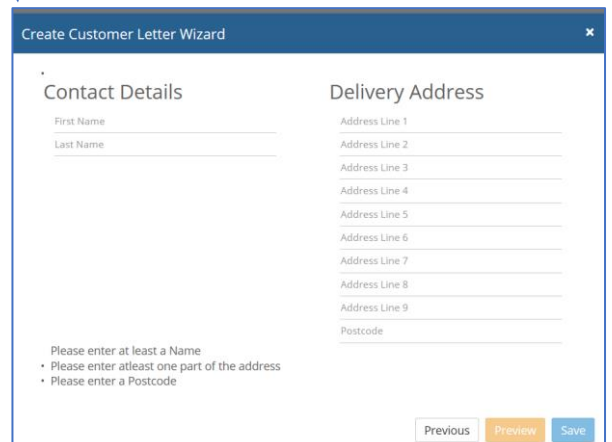 Create Customer Letter Wizard ×
Contact Details
First Name
Last Name
Delivery Address
Address Line 1
Address Line 2
Address Line 3
Address Line 4
Address Line 5
Address Line 6
Address Line 7
Address Line 8
Address Line 9
Postcode
Please enter at least a Name
• Please enter atleast one part of the address
• Please enter a Postcode
Previous Preview Save